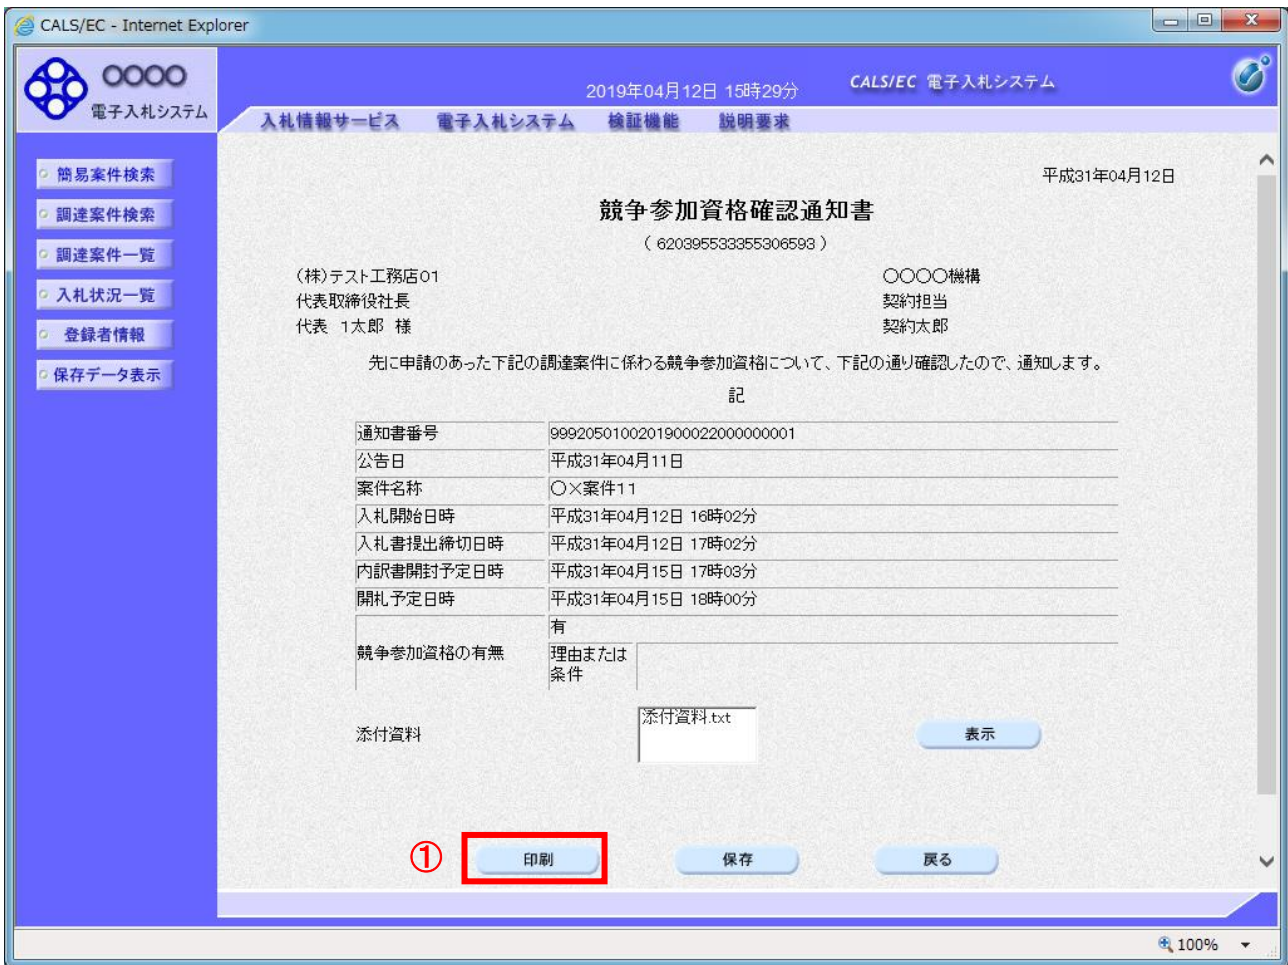 CALS/EC - Internet Explorer
○○○○
電子入札システム
2019年04月12日 15時29分
CALS/EC 電子入札システム
入札情報サービス 電子入札システム 検証機能 説明要求
簡易案件検索
調達案件検索
調達案件一覧
入札状況一覧
登録者情報
保存データ表示
平成31年04月12日
競争参加資格確認通知書
( 620395533355306593 )
(株)テスト工務店01
代表取締役社長
代表 1太郎 様
○○○○機構
契約担当
契約太郎
先に申請のあった下記の調達案件に係わる競争参加資格について、下記の通り確認したので、通知します。
記
通知書番号 9992050100201900022000000001
公告日 平成31年04月11日
案件名称 ○×案件11
入札開始日時 平成31年04月12日 16時02分
入札書提出締切日時 平成31年04月12日 17時02分
内訳書開封予定日時 平成31年04月15日 17時03分
開札予定日時 平成31年04月15日 18時00分
競争参加資格の有無 有
理由または
条件
添付資料 添付資料.txt 表示
① 印刷 保存 戻る
100%